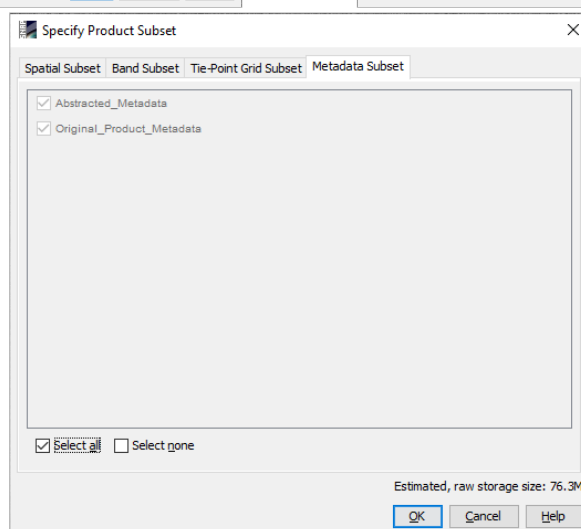 Specify Product Subset
Spatial Subset Band Subset Tie-Point Grid Subset Metadata Subset
Abstracted_Metadata
Original_Product_Metadata
Select all Select none
Estimated, raw storage size: 76.3M
OK Cancel Help